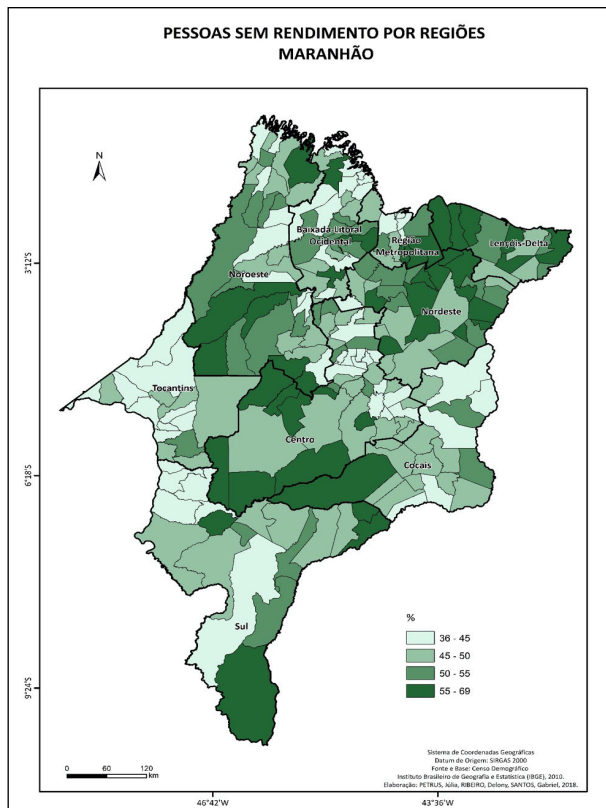 PESSOAS SEM RENDIMENTO POR REGIÕES
MARANHÃO
N
Baixada-Litoral
Ocidental
Região
Metropolitana
Lençois-Delta
3°12'S
Noroeste
Nordeste
Tocantins
Centro
Cocais
6°18'S
Sul
%
36 - 45
45 - 50
50 - 55
55 - 69
9°24'S
0 60 120
km
Sistema de Coordenadas Geográficas
Datum de Origem: SIRGAS 2000
Fonte e Base: Censo Demográfico
Instituto Brasileiro de Geografia e Estatística (IBGE), 2010.
Elaboração: PETRUS, Júlia, RIBEIRO, Delony, SANTOS, Gabriel, 2018.
46°42'W
43°36'W